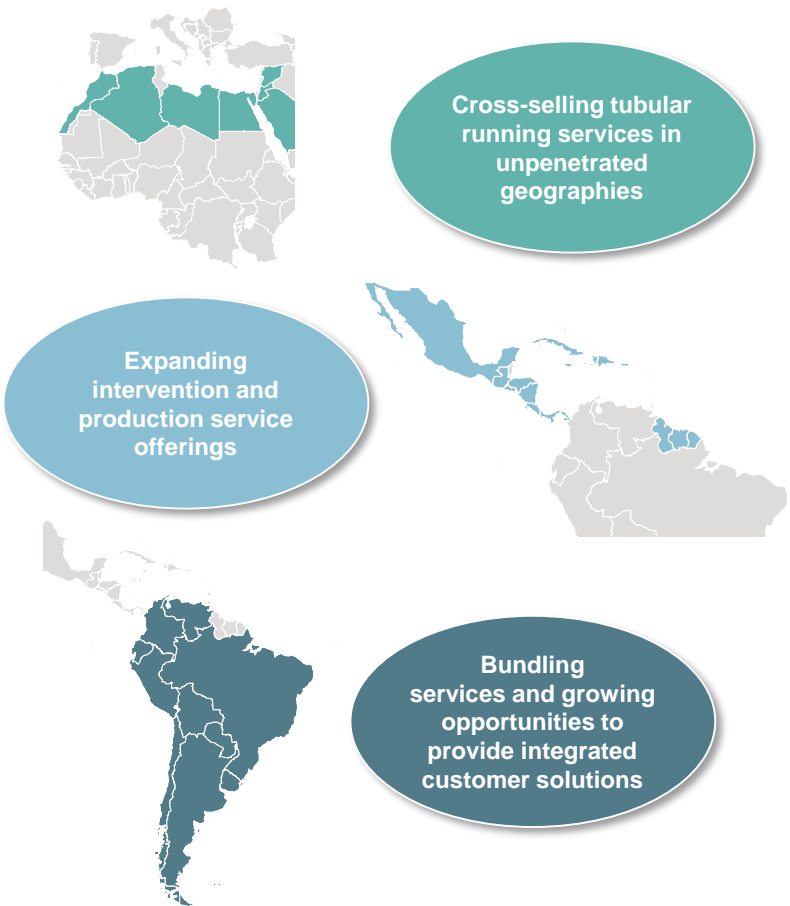 Cross-selling tubular
running services in
unpenetrated
geographies
Expanding
intervention and
production service
offerings
Bundling
services and growing
opportunities to
provide integrated
customer solutions